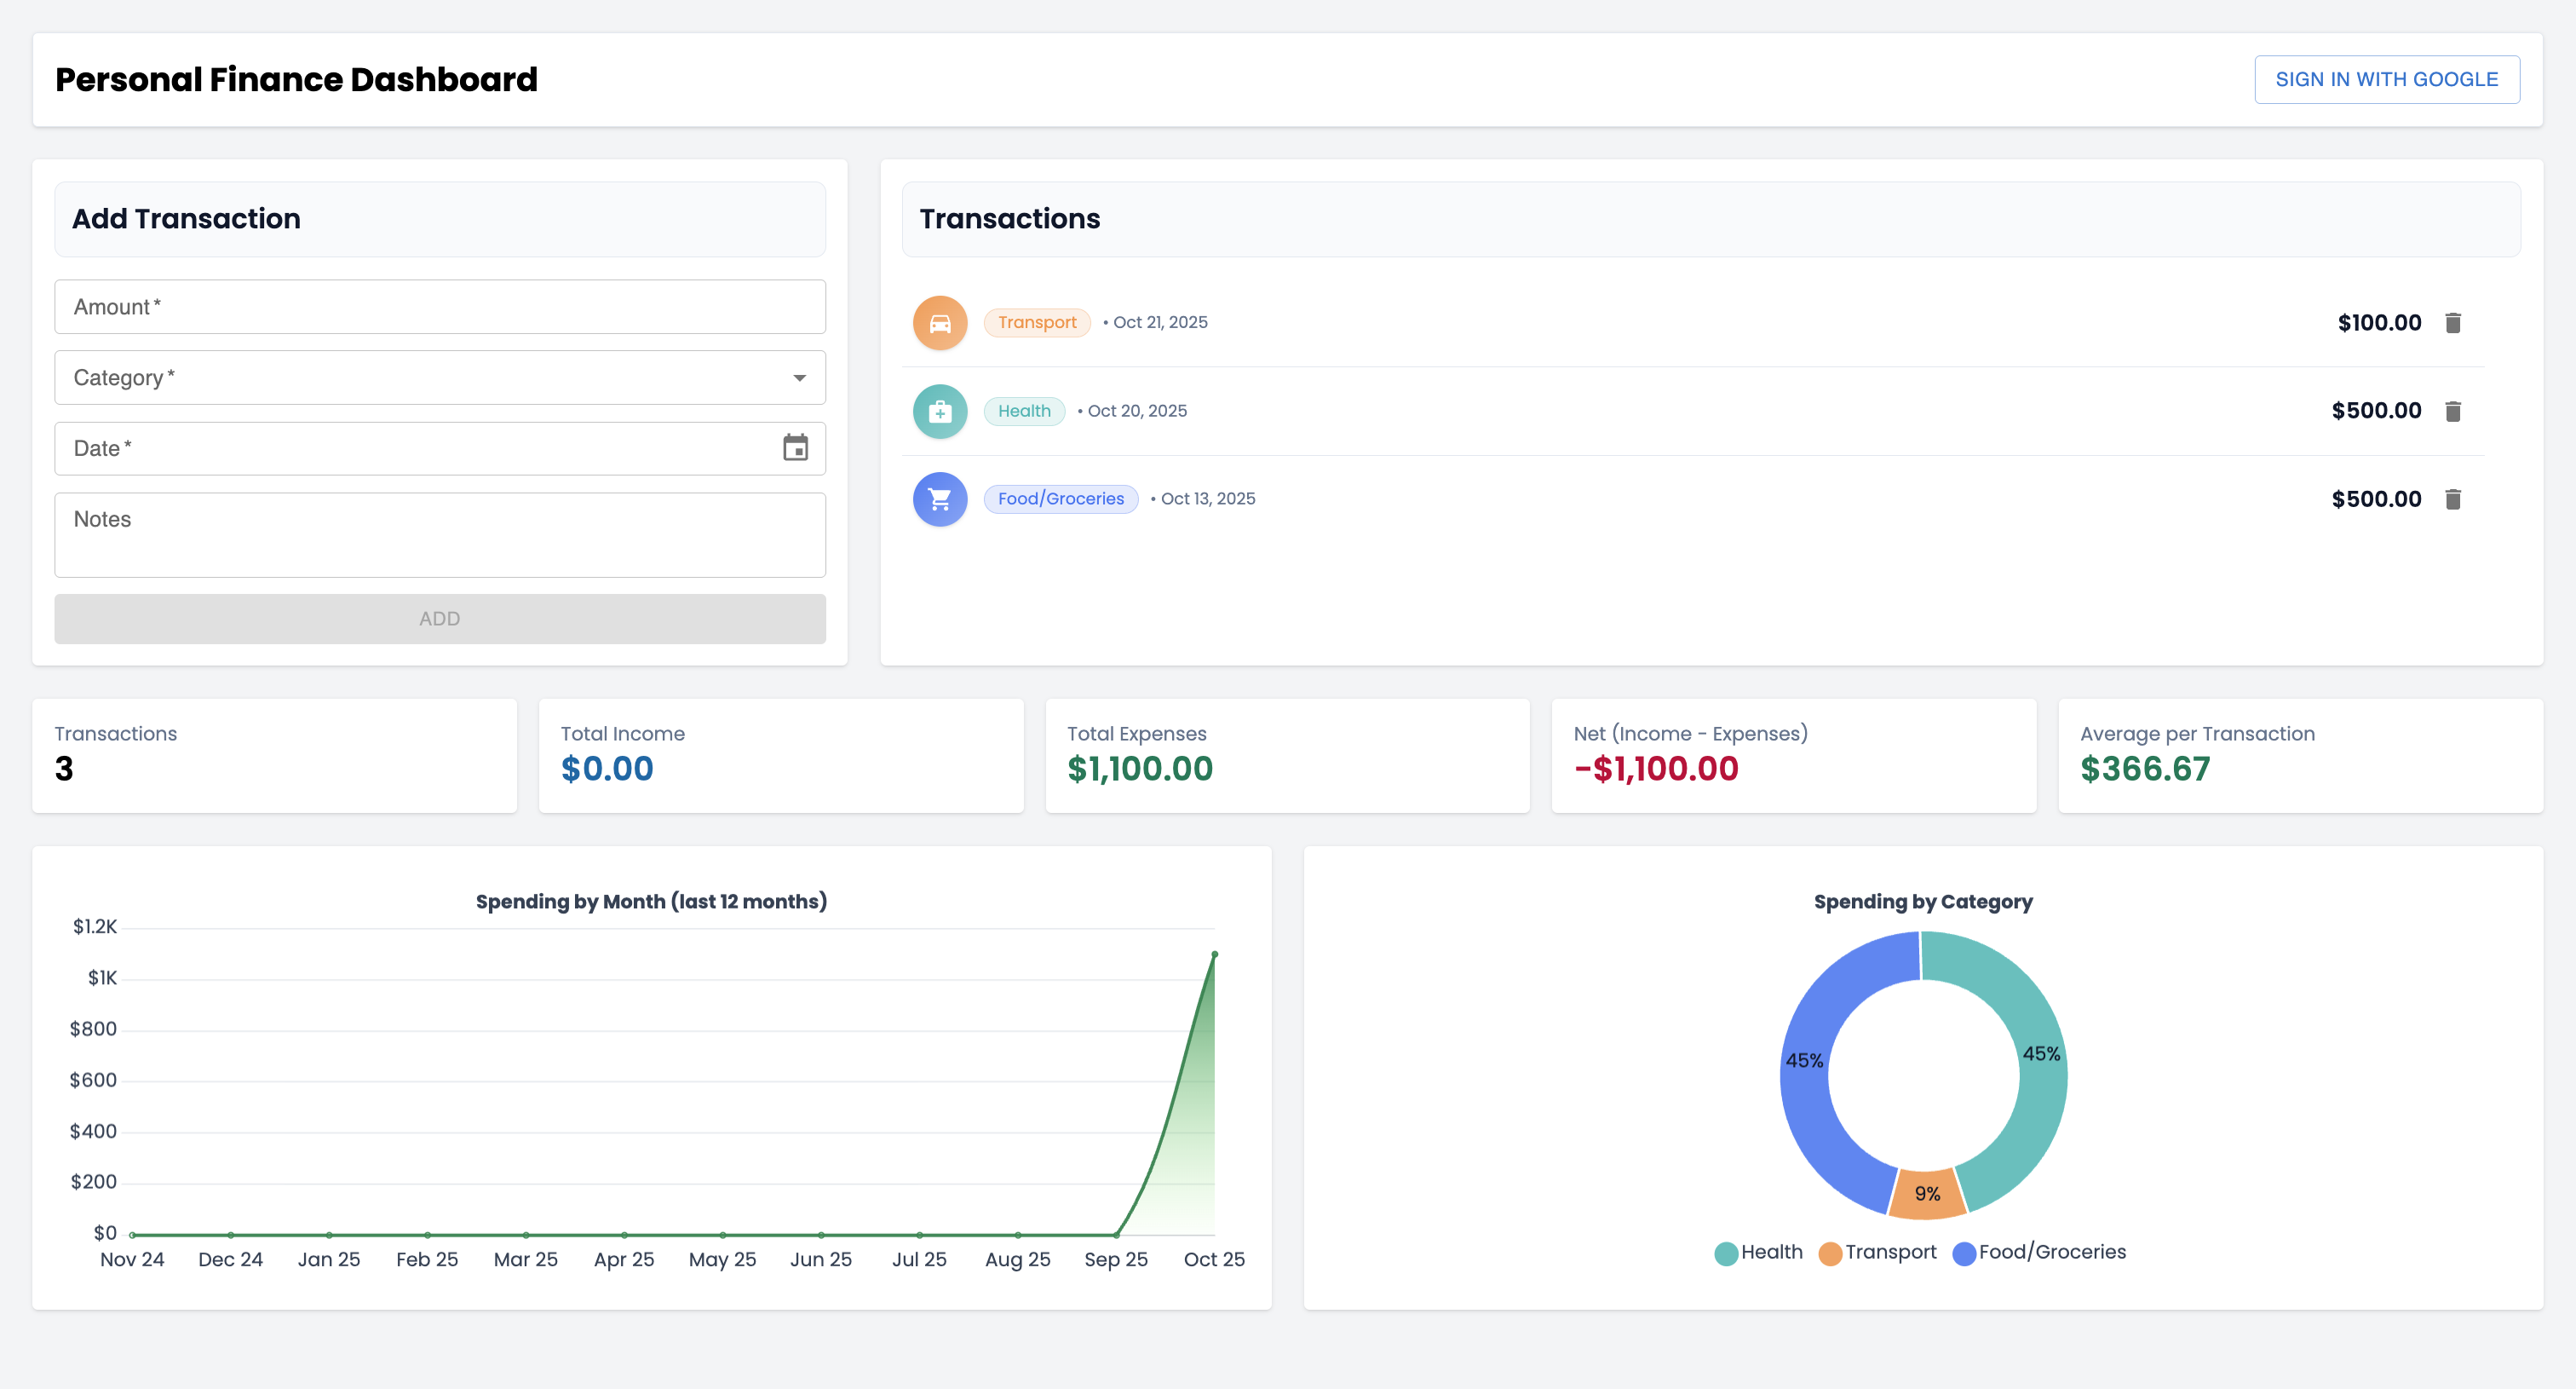 Personal Finance Dashboard
SIGN IN WITH GOOGLE
Add Transaction
Amount *
Category *
Date *
Notes
ADD
Transactions
Transport • Oct 21, 2025 $100.00
Health • Oct 20, 2025 $500.00
Food/Groceries • Oct 13, 2025 $500.00
Transactions
3
Total Income
$0.00
Total Expenses
$1,100.00
Net (Income - Expenses)
-$1,100.00
Average per Transaction
$366.67
Spending by Month (last 12 months)
$1.2K
$1K
$800
$600
$400
$200
$0
Nov 24 Dec 24 Jan 25 Feb 25 Mar 25 Apr 25 May 25 Jun 25 Jul 25 Aug 25 Sep 25 Oct 25
Spending by Category
45% 45%
9%
Health Transport Food/Groceries